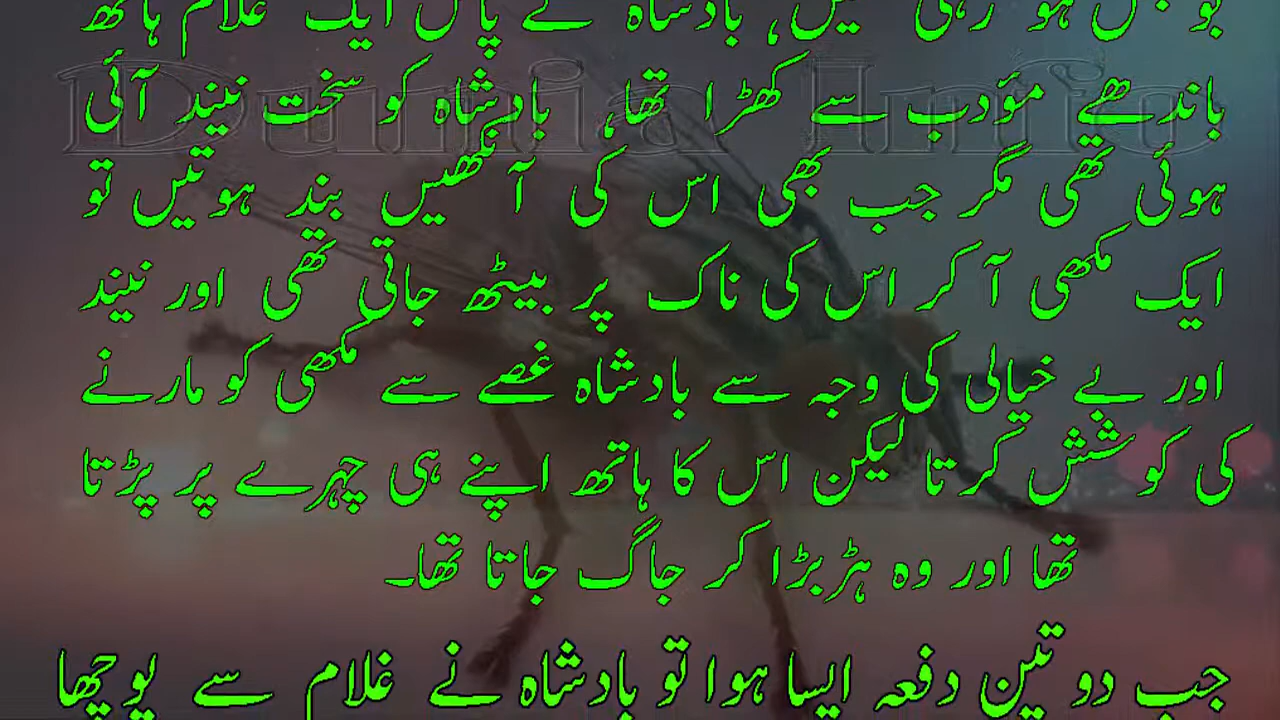 بوجھل ہو رہی تھیں، بادشاہ کے پاس ایک غلام ہاتھ
باندھے مؤدب سے کھڑا تھا، بادشاہ کو سخت نیند آئی
Dunia Info
ہوئی تھی مگر جب بھی اس کی آنکھیں بند ہوتیں تو
ایک مکھی آ کر اس کی ناک پر بیٹھ جاتی تھی اور نیند
اور بے خیالی کی وجہ سے بادشاہ غصے سے مکھی کو مارنے
کی کوشش کرتا لیکن اس کا ہاتھ اپنے ہی چہرے پر پڑتا
تھا اور وہ ہڑبڑا کر جاگ جاتا تھا۔
جب دو تین دفعہ ایسا ہوا تو بادشاہ نے غلام سے پوچھا